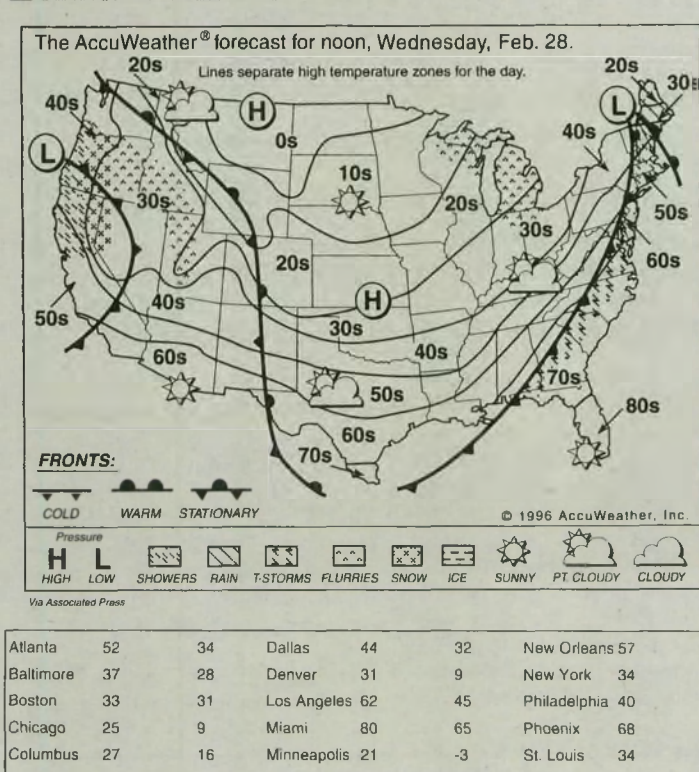 The AccuWeather® forecast for noon, Wednesday, Feb. 28.
Lines separate high temperature zones for the day.
20s
20s
30s
40s
H
L
L
0s
40s
10s
30s
20s
30s
50s
20s
60s
H
40s
50s
30s
40s
60s
70s
50s
80s
60s
70s
FRONTS:
COLD WARM STATIONARY
© 1996 AccuWeather, Inc.
Pressure
H L
HIGH LOW SHOWERS RAIN T-STORMS FLURRIES SNOW ICE SUNNY PT. CLOUDY CLOUDY
Via Associated Press
Atlanta 52 34 Dallas 44 32 New Orleans 57
Baltimore 37 28 Denver 31 9 New York 34
Boston 33 31 Los Angeles 62 45 Philadelphia 40
Chicago 25 9 Miami 80 65 Phoenix 68
Columbus 27 16 Minneapolis 21 -3 St. Louis 34